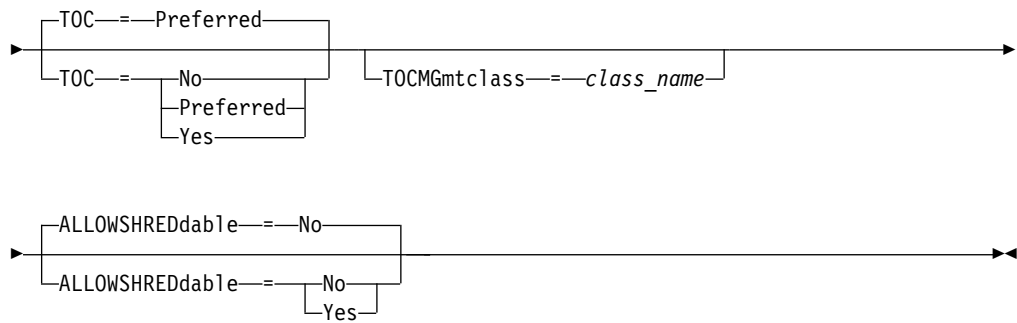 TOC = Preferred
TOC = No
Preferred
Yes
TOCMGmtclass = class_name
ALLOWSHREDdable = No
ALLOWSHREDdable = No
Yes